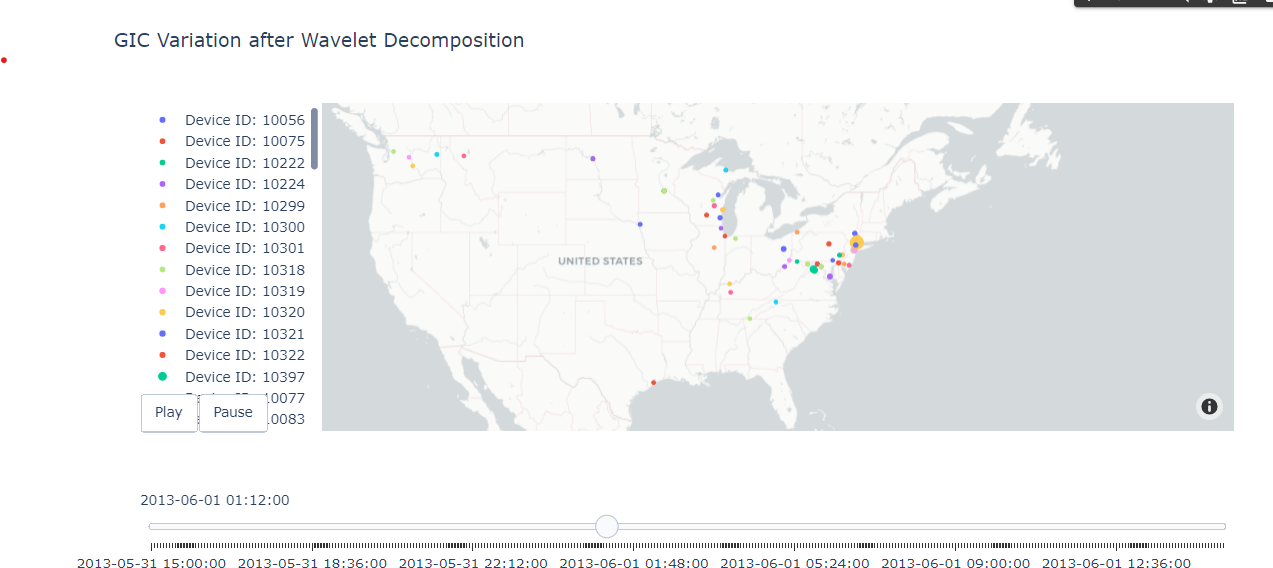 GIC Variation after Wavelet Decomposition
Device ID: 10056
Device ID: 10075
Device ID: 10222
Device ID: 10224
Device ID: 10299
Device ID: 10300
Device ID: 10301
Device ID: 10318
Device ID: 10319
Device ID: 10320
Device ID: 10321
Device ID: 10322
Device ID: 10397
0077
0083
Play Pause
UNITED STATES
2013-06-01 01:12:00
2013-05-31 15:00:00 2013-05-31 18:36:00 2013-05-31 22:12:00 2013-06-01 01:48:00 2013-06-01 05:24:00 2013-06-01 09:00:00 2013-06-01 12:36:00